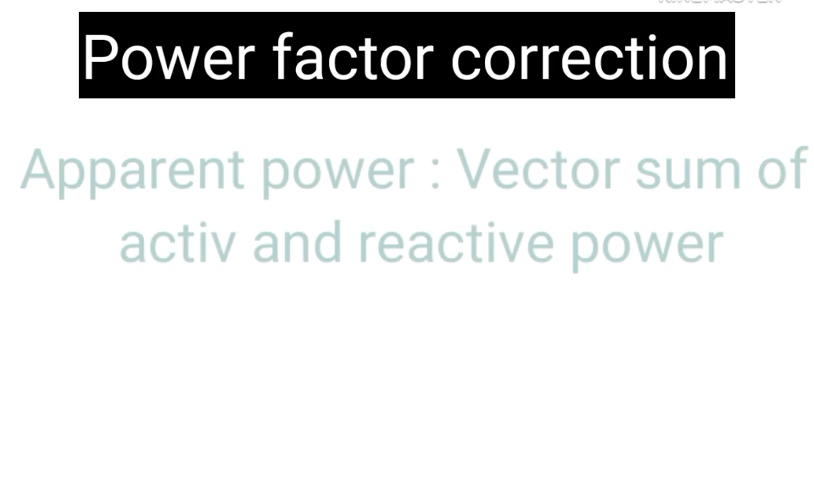 Power factor correction
Apparent power : Vector sum of
activ and reactive power